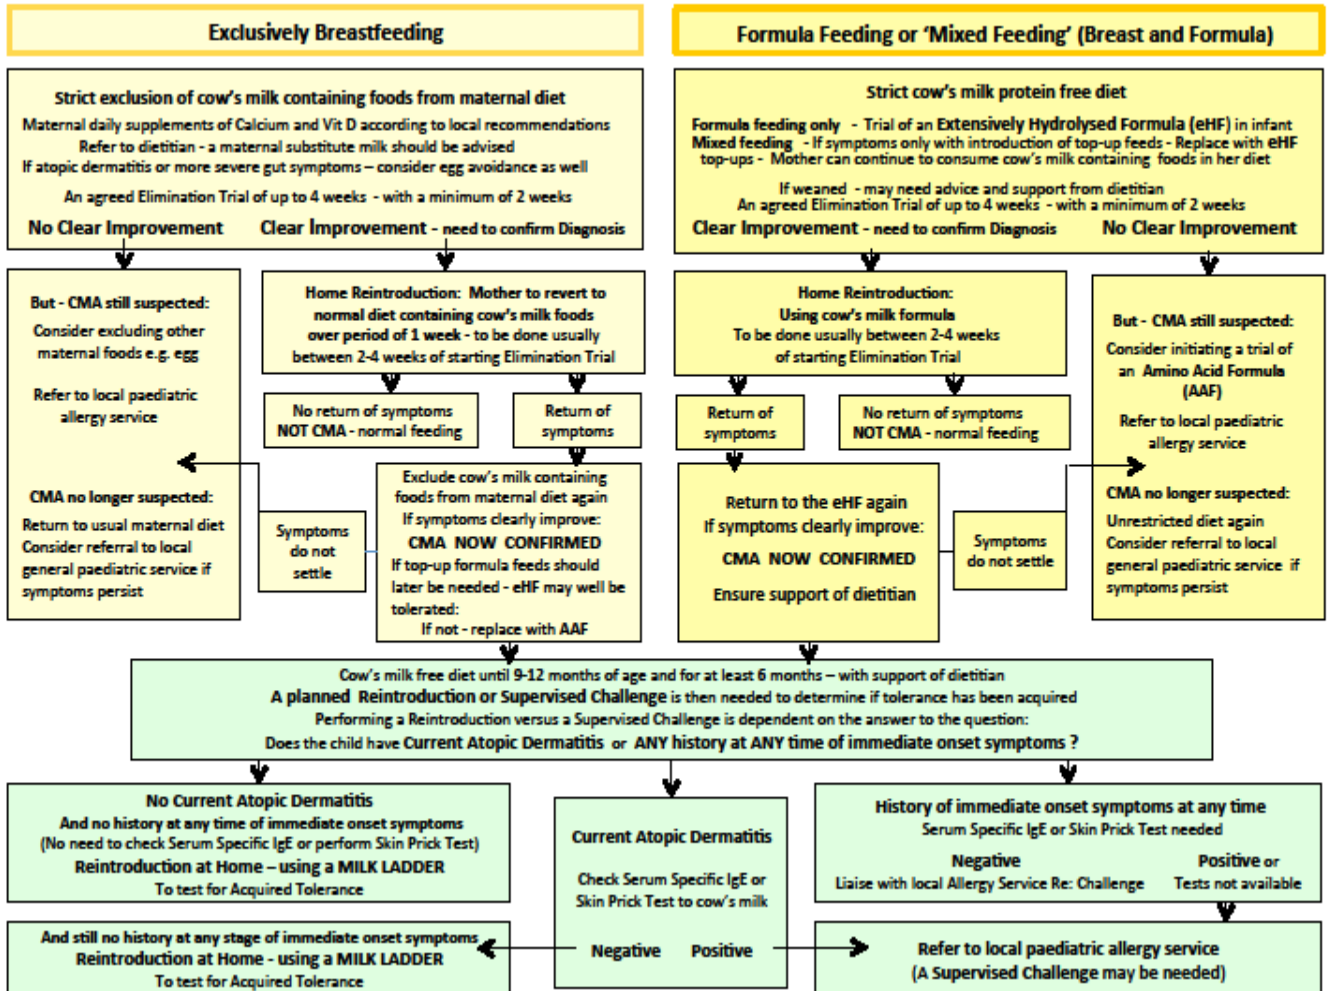 Exclusively Breastfeeding
Strict exclusion of cow's milk containing foods from maternal diet
Maternal daily supplements of Calcium and Vit D according to local recommendations
Refer to dietitian - a maternal substitute milk should be advised
If atopic dermatitis or more severe gut symptoms – consider egg avoidance as well
An agreed Elimination Trial of up to 4 weeks - with a minimum of 2 weeks
No Clear Improvement
Clear Improvement - need to confirm Diagnosis
But - CMA still suspected:
Consider excluding other
maternal foods e.g. egg
Refer to local paediatric
allergy service
CMA no longer suspected:
Return to usual maternal diet
Consider referral to local
general paediatric service if
symptoms persist
Home Reintroduction: Mother to revert to
normal diet containing cow's milk foods
over period of 1 week - to be done usually
between 2-4 weeks of starting Elimination Trial
No return of symptoms
NOT CMA - normal feeding
Return of
symptoms
Symptoms
do not
settle
Exclude cow's milk containing
foods from maternal diet again
If symptoms clearly improve:
CMA NOW CONFIRMED
If top-up formula feeds should
later be needed - eHF may well be
tolerated:
If not - replace with AAF
Formula Feeding or 'Mixed Feeding' (Breast and Formula)
Strict cow's milk protein free diet
Formula feeding only - Trial of an Extensively Hydrolysed Formula (eHF) in infant
Mixed feeding - If symptoms only with introduction of top-up feeds - Replace with eHF
top-ups - Mother can continue to consume cow's milk containing foods in her diet
If weaned - may need advice and support from dietitian
An agreed Elimination Trial of up to 4 weeks - with a minimum of 2 weeks
Clear Improvement - need to confirm Diagnosis
No Clear Improvement
Home Reintroduction:
Using cow's milk formula
To be done usually between 2-4 weeks
of starting Elimination Trial
Return of
symptoms
No return of symptoms
NOT CMA - normal feeding
Return to the eHF again
If symptoms clearly improve:
CMA NOW CONFIRMED
Ensure support of dietitian
Symptoms
do not settle
But - CMA still suspected:
Consider initiating a trial of
an Amino Acid Formula
(AAF)
Refer to local paediatric
allergy service
CMA no longer suspected:
Unrestricted diet again
Consider referral to local
general paediatric service if
symptoms persist
Cow's milk free diet until 9-12 months of age and for at least 6 months – with support of dietitian
A planned Reintroduction or Supervised Challenge is then needed to determine if tolerance has been acquired
Performing a Reintroduction versus a Supervised Challenge is dependent on the answer to the question:
Does the child have Current Atopic Dermatitis or ANY history at ANY time of immediate onset symptoms ?
No Current Atopic Dermatitis
And no history at any time of immediate onset symptoms
(No need to check Serum Specific IgE or perform Skin Prick Test)
Reintroduction at Home – using a MILK LADDER
To test for Acquired Tolerance
And still no history at any stage of immediate onset symptoms
Reintroduction at Home - using a MILK LADDER
To test for Acquired Tolerance
Current Atopic Dermatitis
Check Serum Specific IgE or
Skin Prick Test to cow's milk
Negative Positive
History of immediate onset symptoms at any time
Serum Specific IgE or Skin Prick Test needed
Negative
Liaise with local Allergy Service Re: Challenge
Positive or
Tests not available
Refer to local paediatric allergy service
(A Supervised Challenge may be needed)